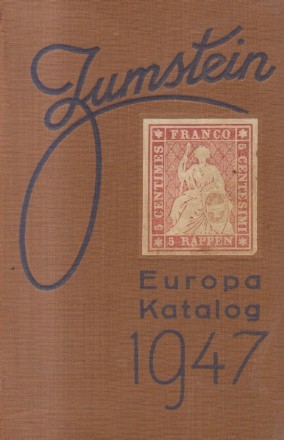 Zumstein
FRANCO
5 CENTIMES
5 CENTESIMI
5 RAPPEN
Europa
Katalog
1947